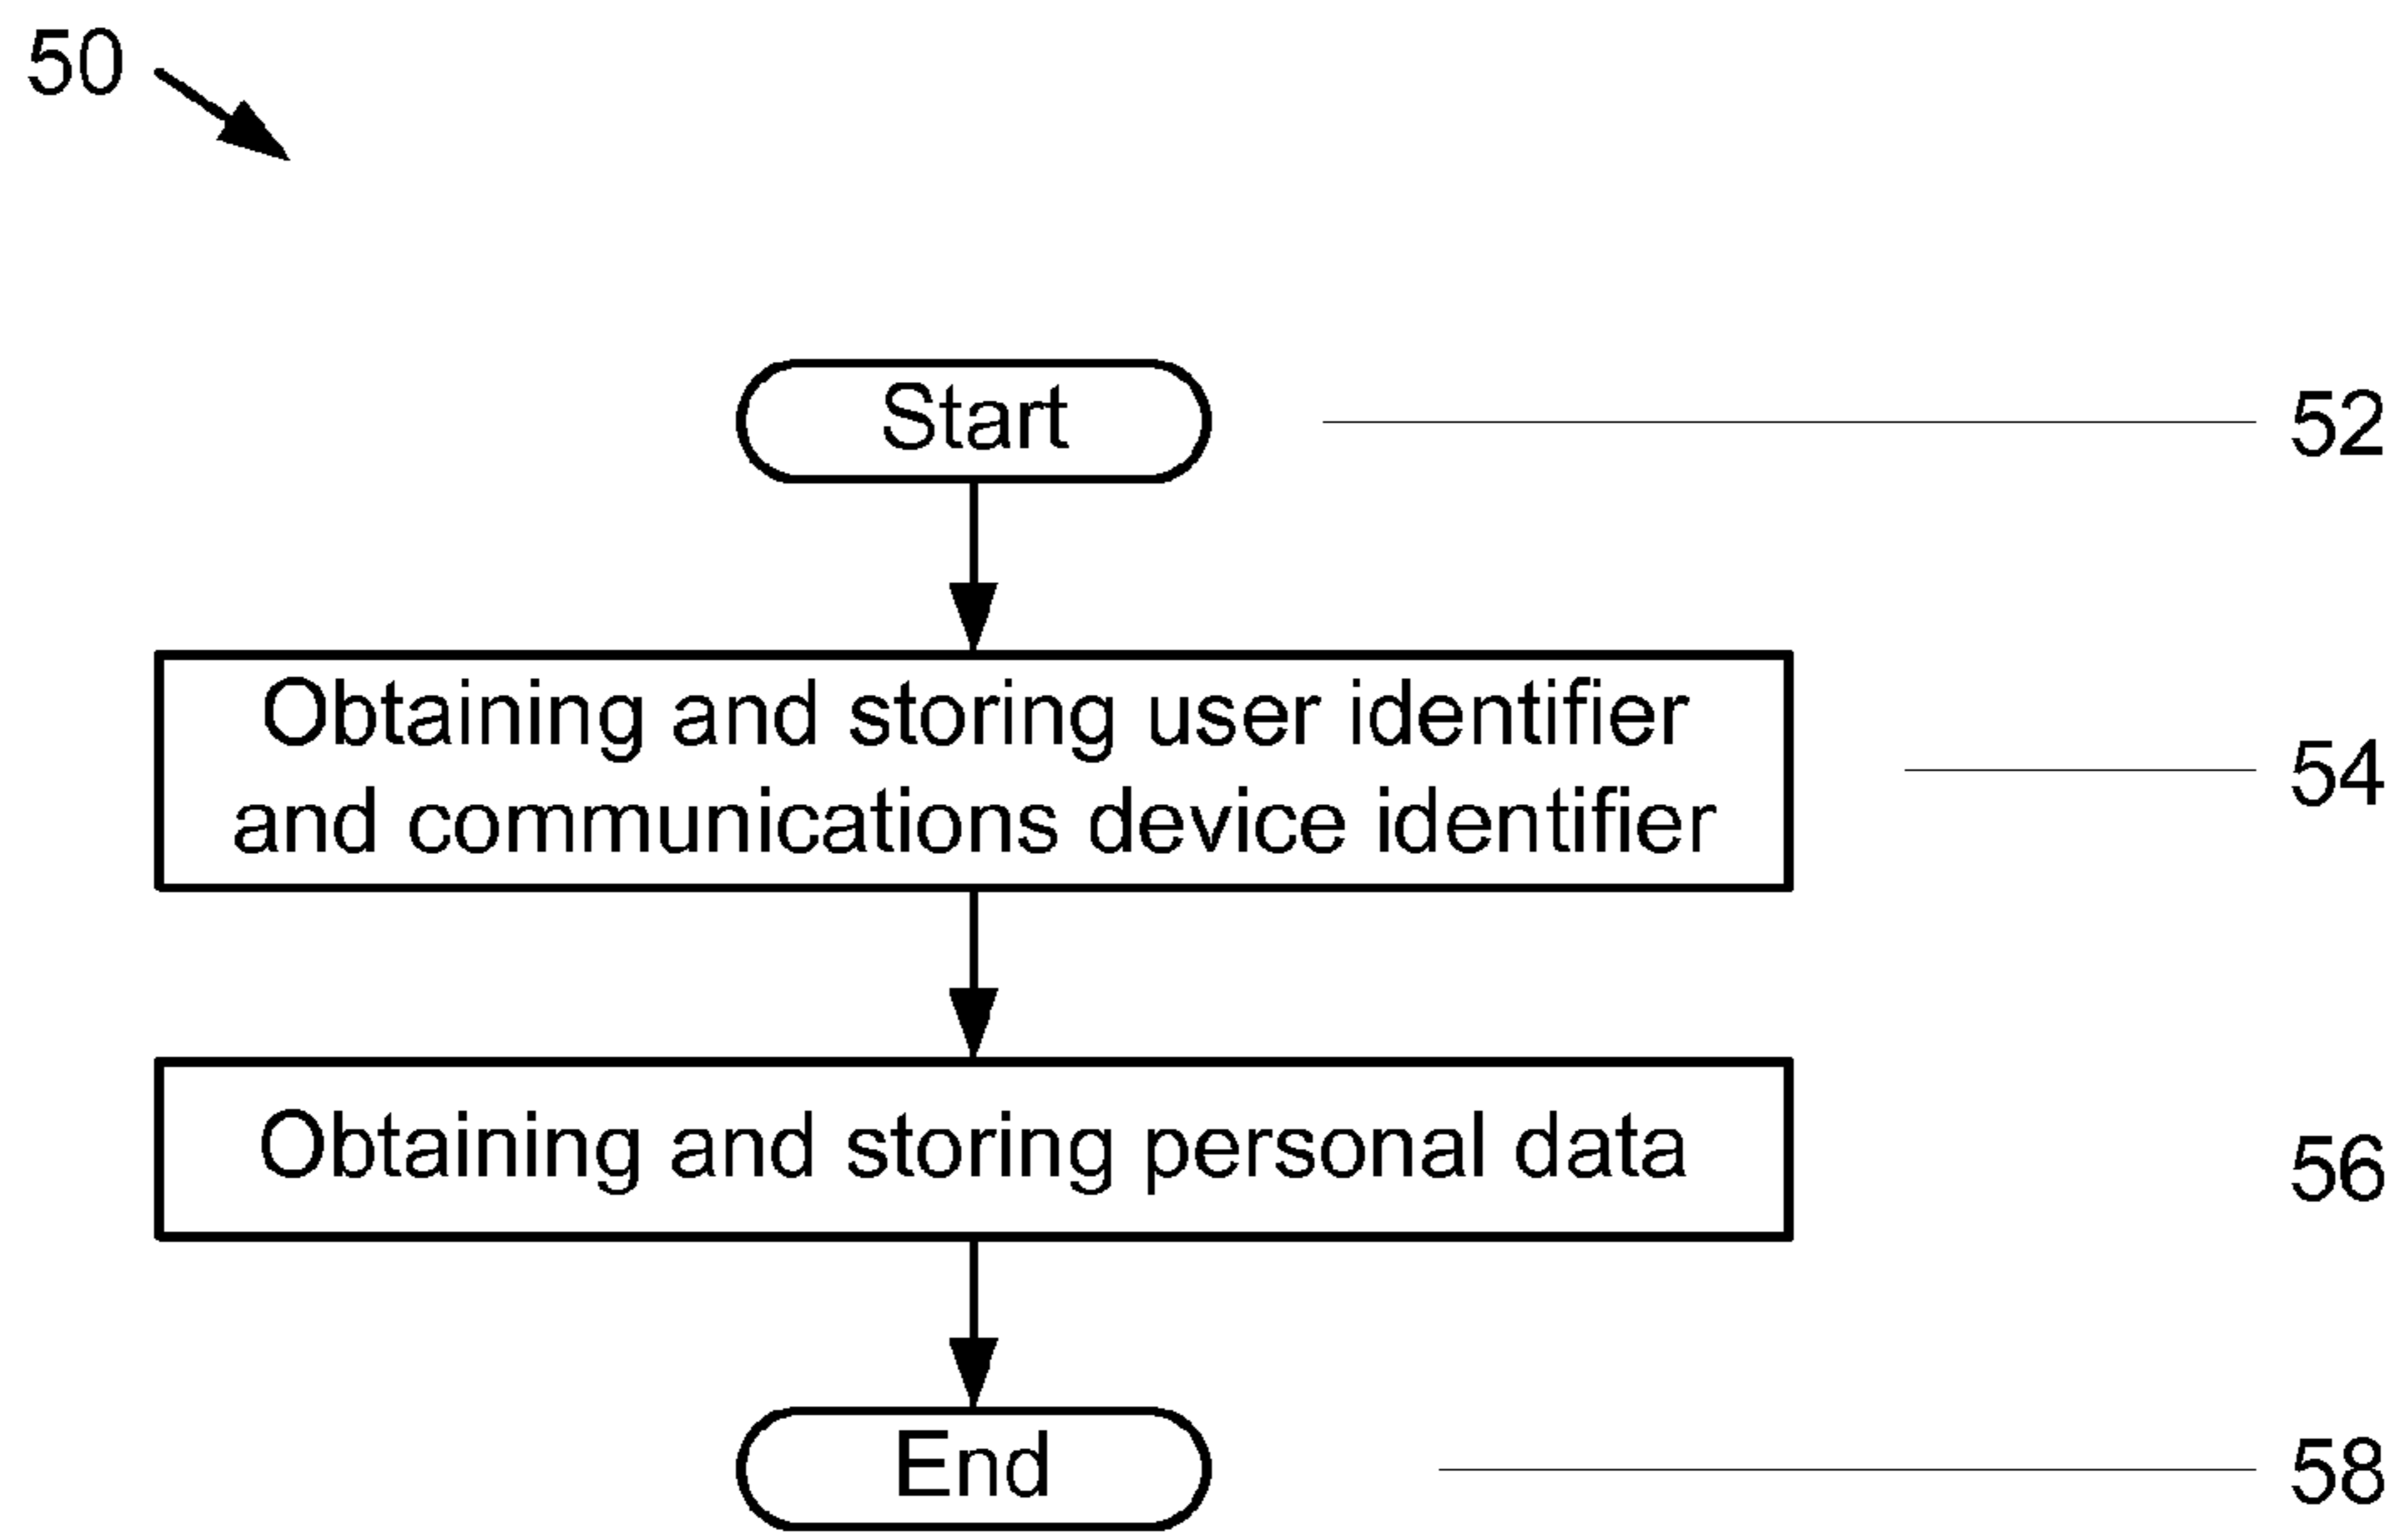 50
Start
52
Obtaining and storing user identifier
and communications device identifier
54
Obtaining and storing personal data
56
End
58